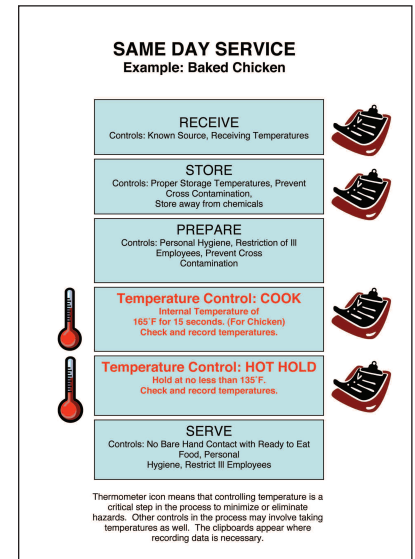 SAME DAY SERVICE
Example: Baked Chicken
RECEIVE
Controls: Known Source, Receiving Temperatures
STORE
Controls: Proper Storage Temperatures, Prevent
Cross Contamination,
Store away from chemicals
PREPARE
Controls: Personal Hygiene, Restriction of Ill
Employees, Prevent Cross
Contamination
Temperature Control: COOK
Internal Temperature of
165˚F for 15 seconds. (For Chicken)
Check and record temperatures.
Temperature Control: HOT HOLD
Hold at no less than 135˚F.
Check and record temperatures.
SERVE
Controls: No Bare Hand Contact with Ready to Eat
Food, Personal
Hygiene, Restrict Ill Employees
Thermometer icon means that controlling temperature is a
critical step in the process to minimize or eliminate
hazards.  Other controls in the process may involve taking
temperatures as well.  The clipboards appear where
recording data is necessary.